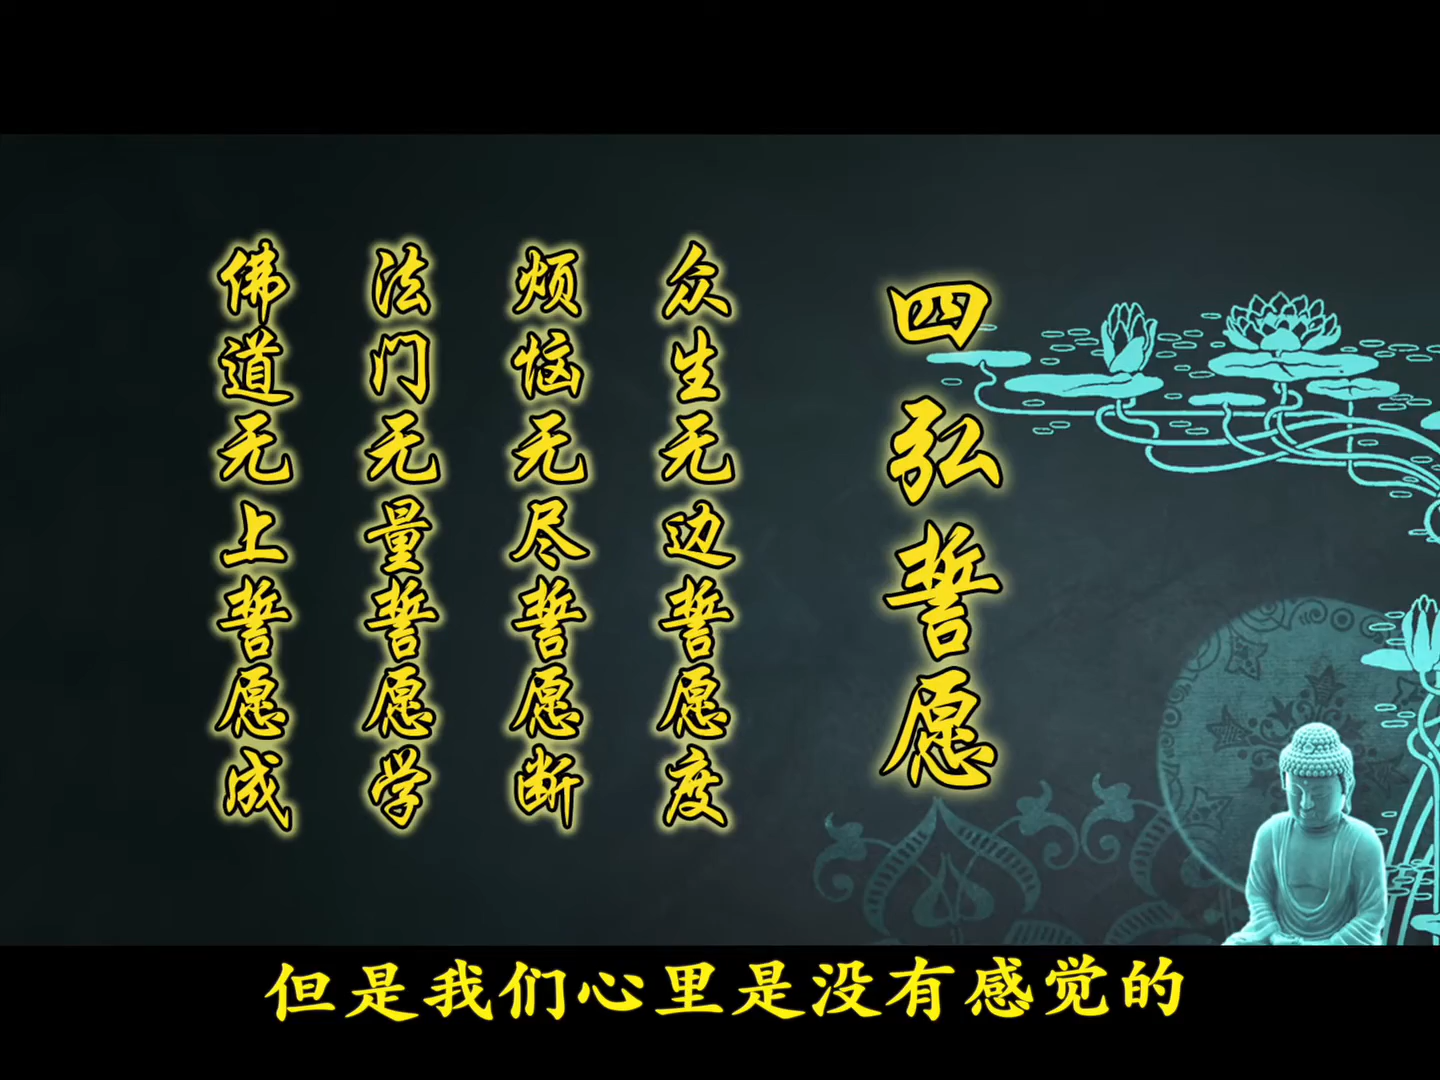 四弘誓愿
众生无边誓愿度
烦恼无尽誓愿断
法门无量誓愿学
佛道无上誓愿成
但是我们心里是没有感觉的